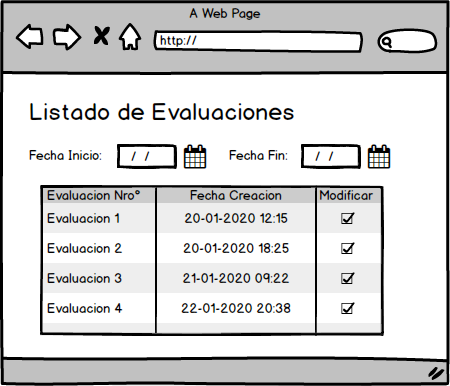 A Web Page
http://
Listado de Evaluaciones
Fecha Inicio: / / Fecha Fin: / /
Evaluacion Nro° Fecha Creacion Modificar
Evaluacion 1 20-01-2020 12:15
Evaluacion 2 20-01-2020 18:25
Evaluacion 3 21-01-2020 09:22
Evaluacion 4 22-01-2020 20:38